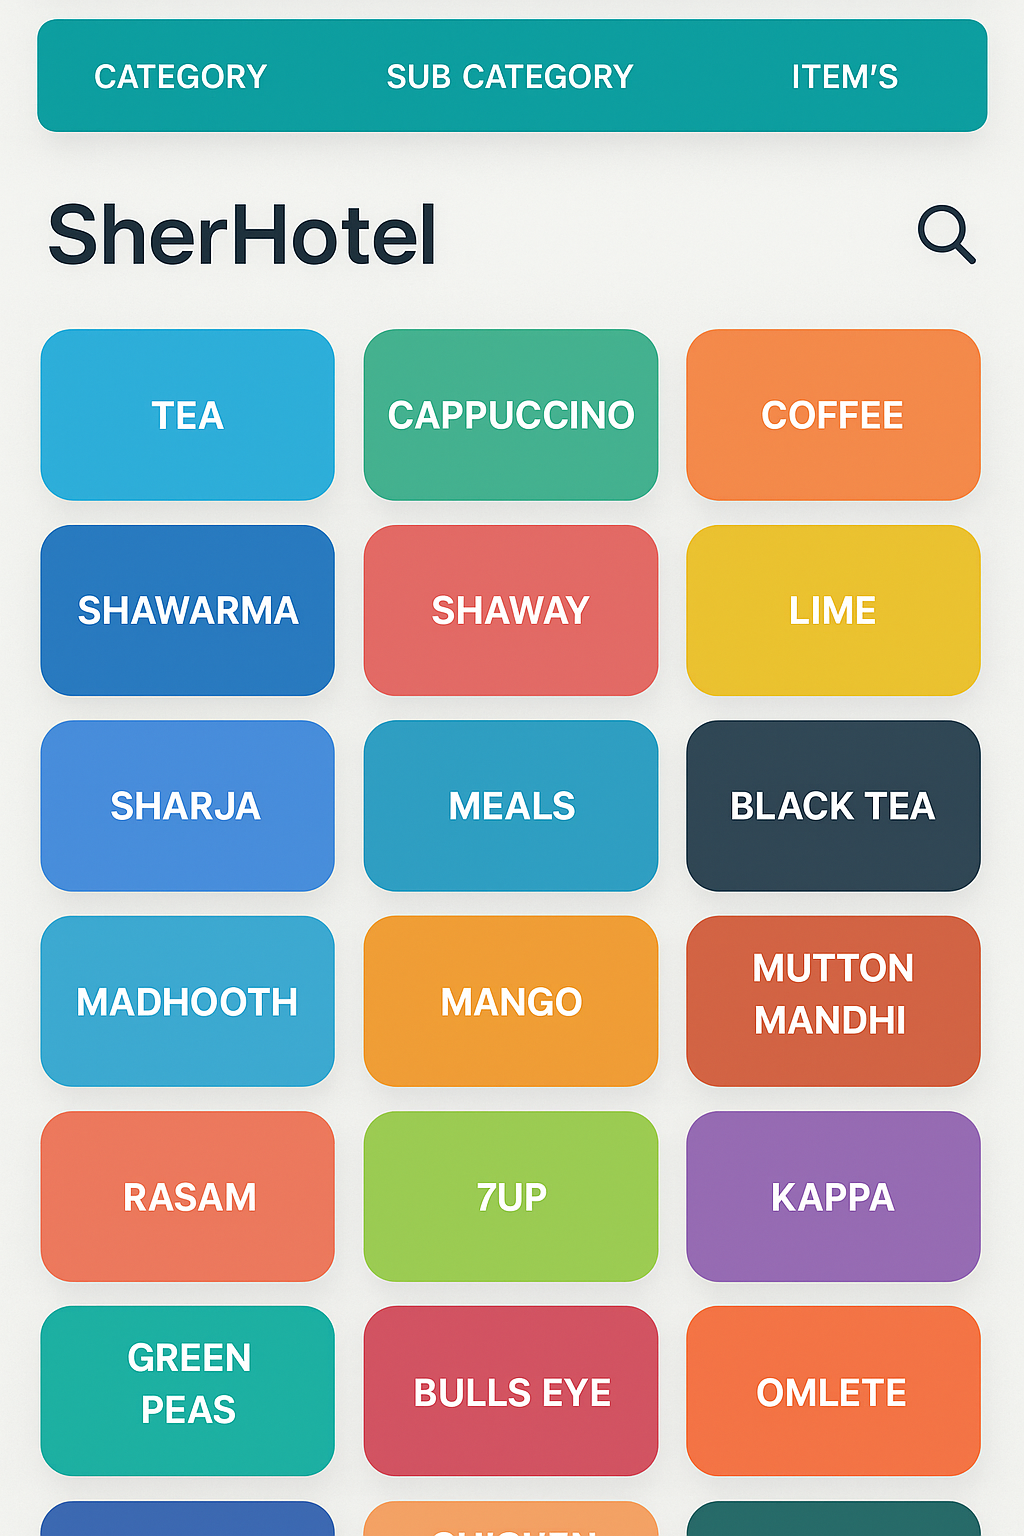 CATEGORY SUB CATEGORY ITEM'S
SherHotel
TEA CAPPUCCINO COFFEE
SHAWARMA SHAWAY LIME
SHARJA MEALS BLACK TEA
MADHOOTH MANGO MUTTON
MANDHI
RASAM 7UP KAPPA
GREEN
PEAS BULLS EYE OMLETE